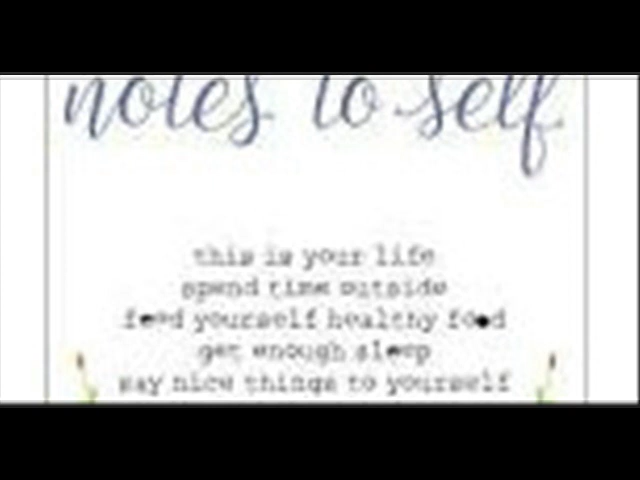 notes to self
this is your life
spend time outside
feed yourself healthy food
get enough sleep
say nice things to yourself